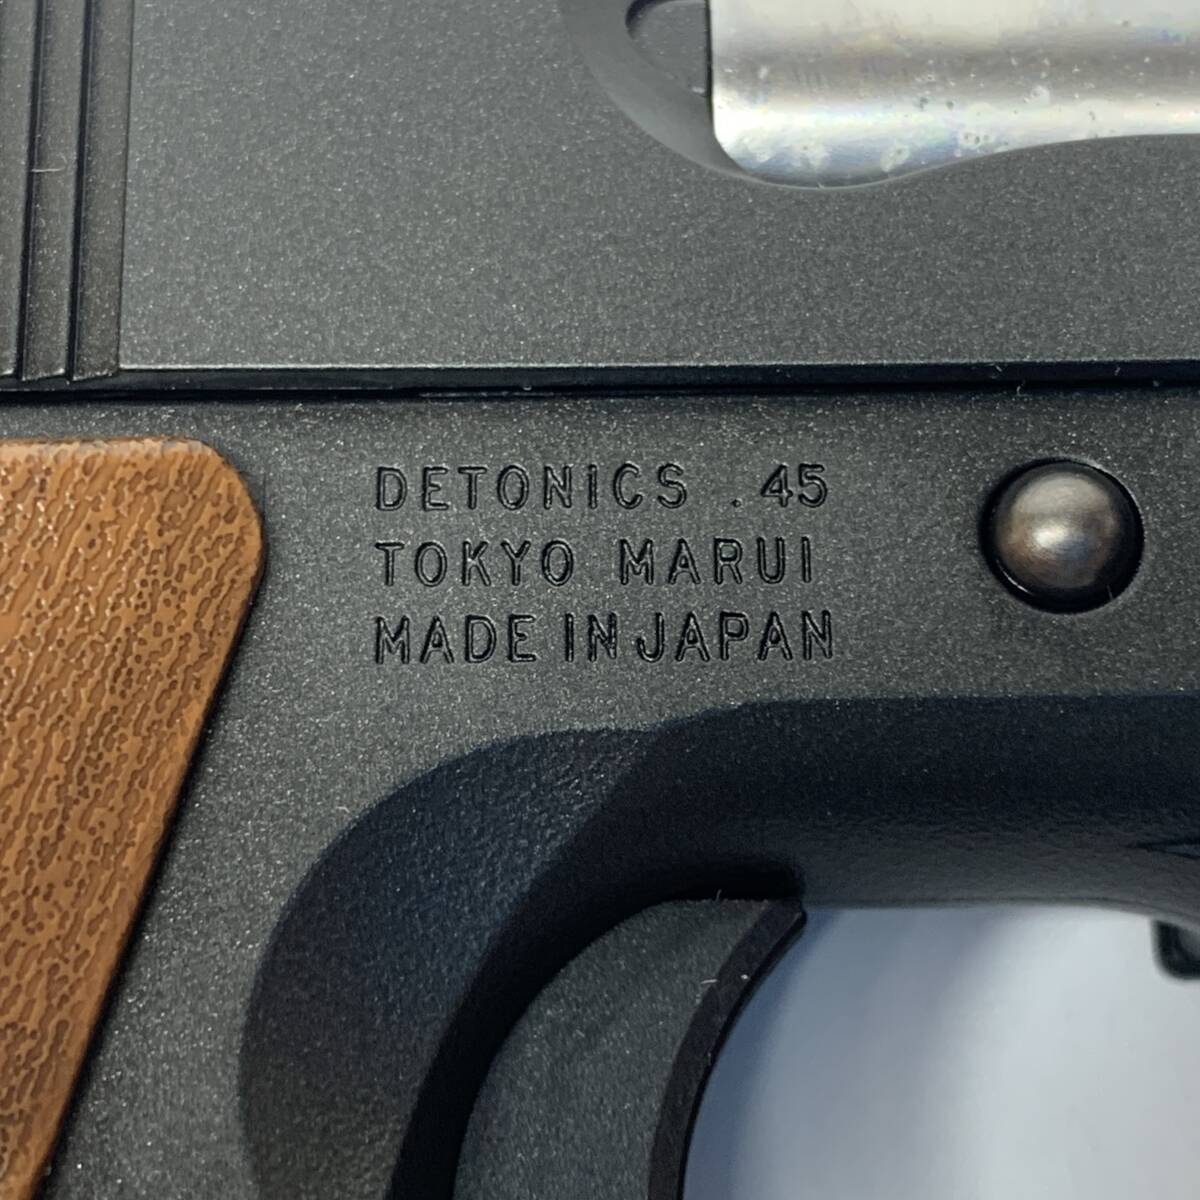 DETONICS .45
TOKYO MARUI
MADE IN JAPAN